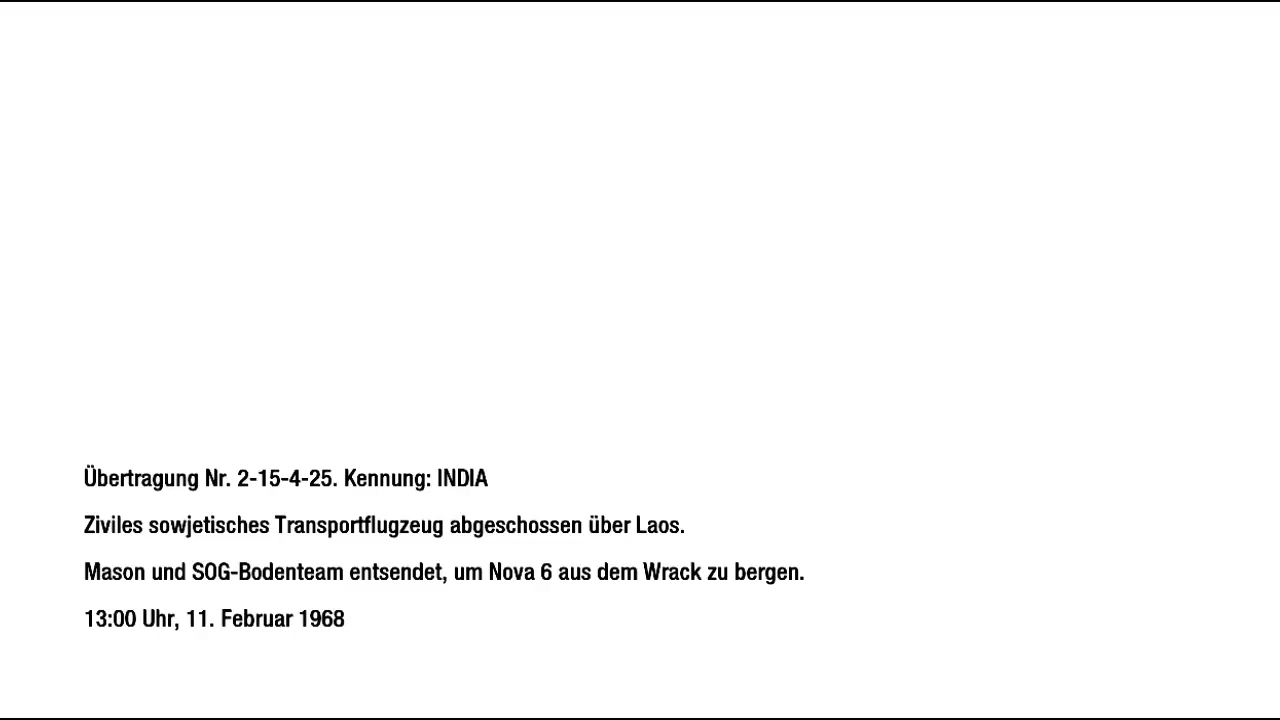 Übertragung Nr. 2-15-4-25. Kennung: INDIA
Ziviles sowjetisches Transportflugzeug abgeschossen über Laos.
Mason und SOG-Bodenteam entsendet, um Nova 6 aus dem Wrack zu bergen.
13:00 Uhr, 11. Februar 1968